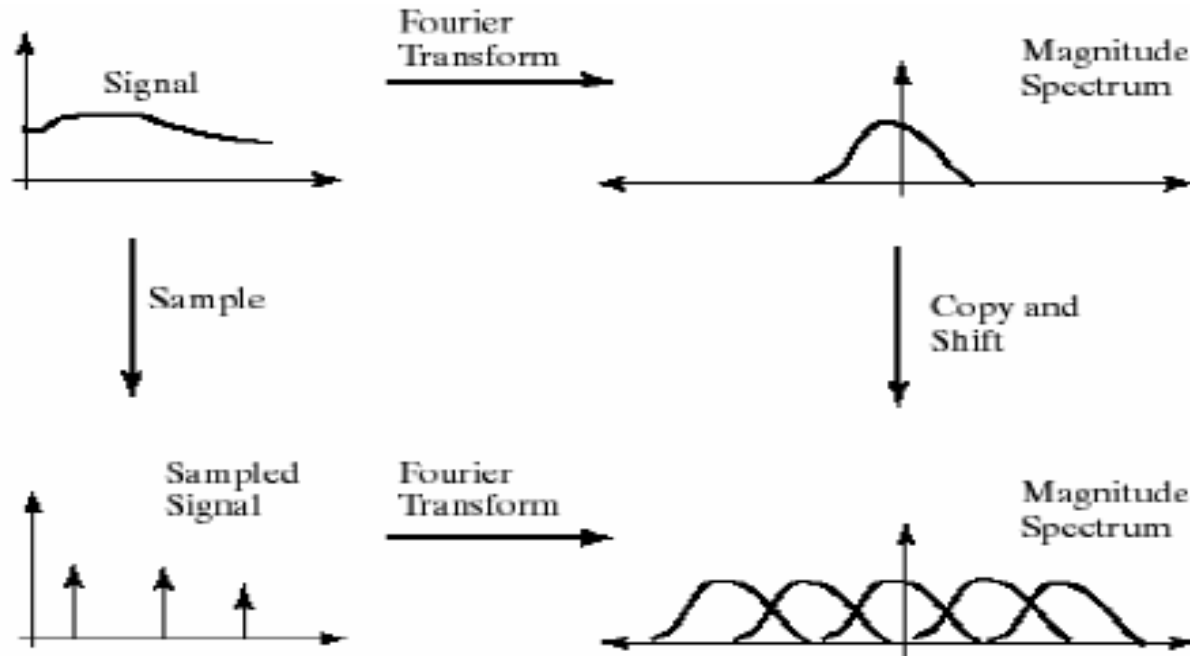 Fourier
Transform
Signal
Magnitude
Spectrum
Sample
Copy and
Shift
Sampled
Signal
Fourier
Transform
Magnitude
Spectrum